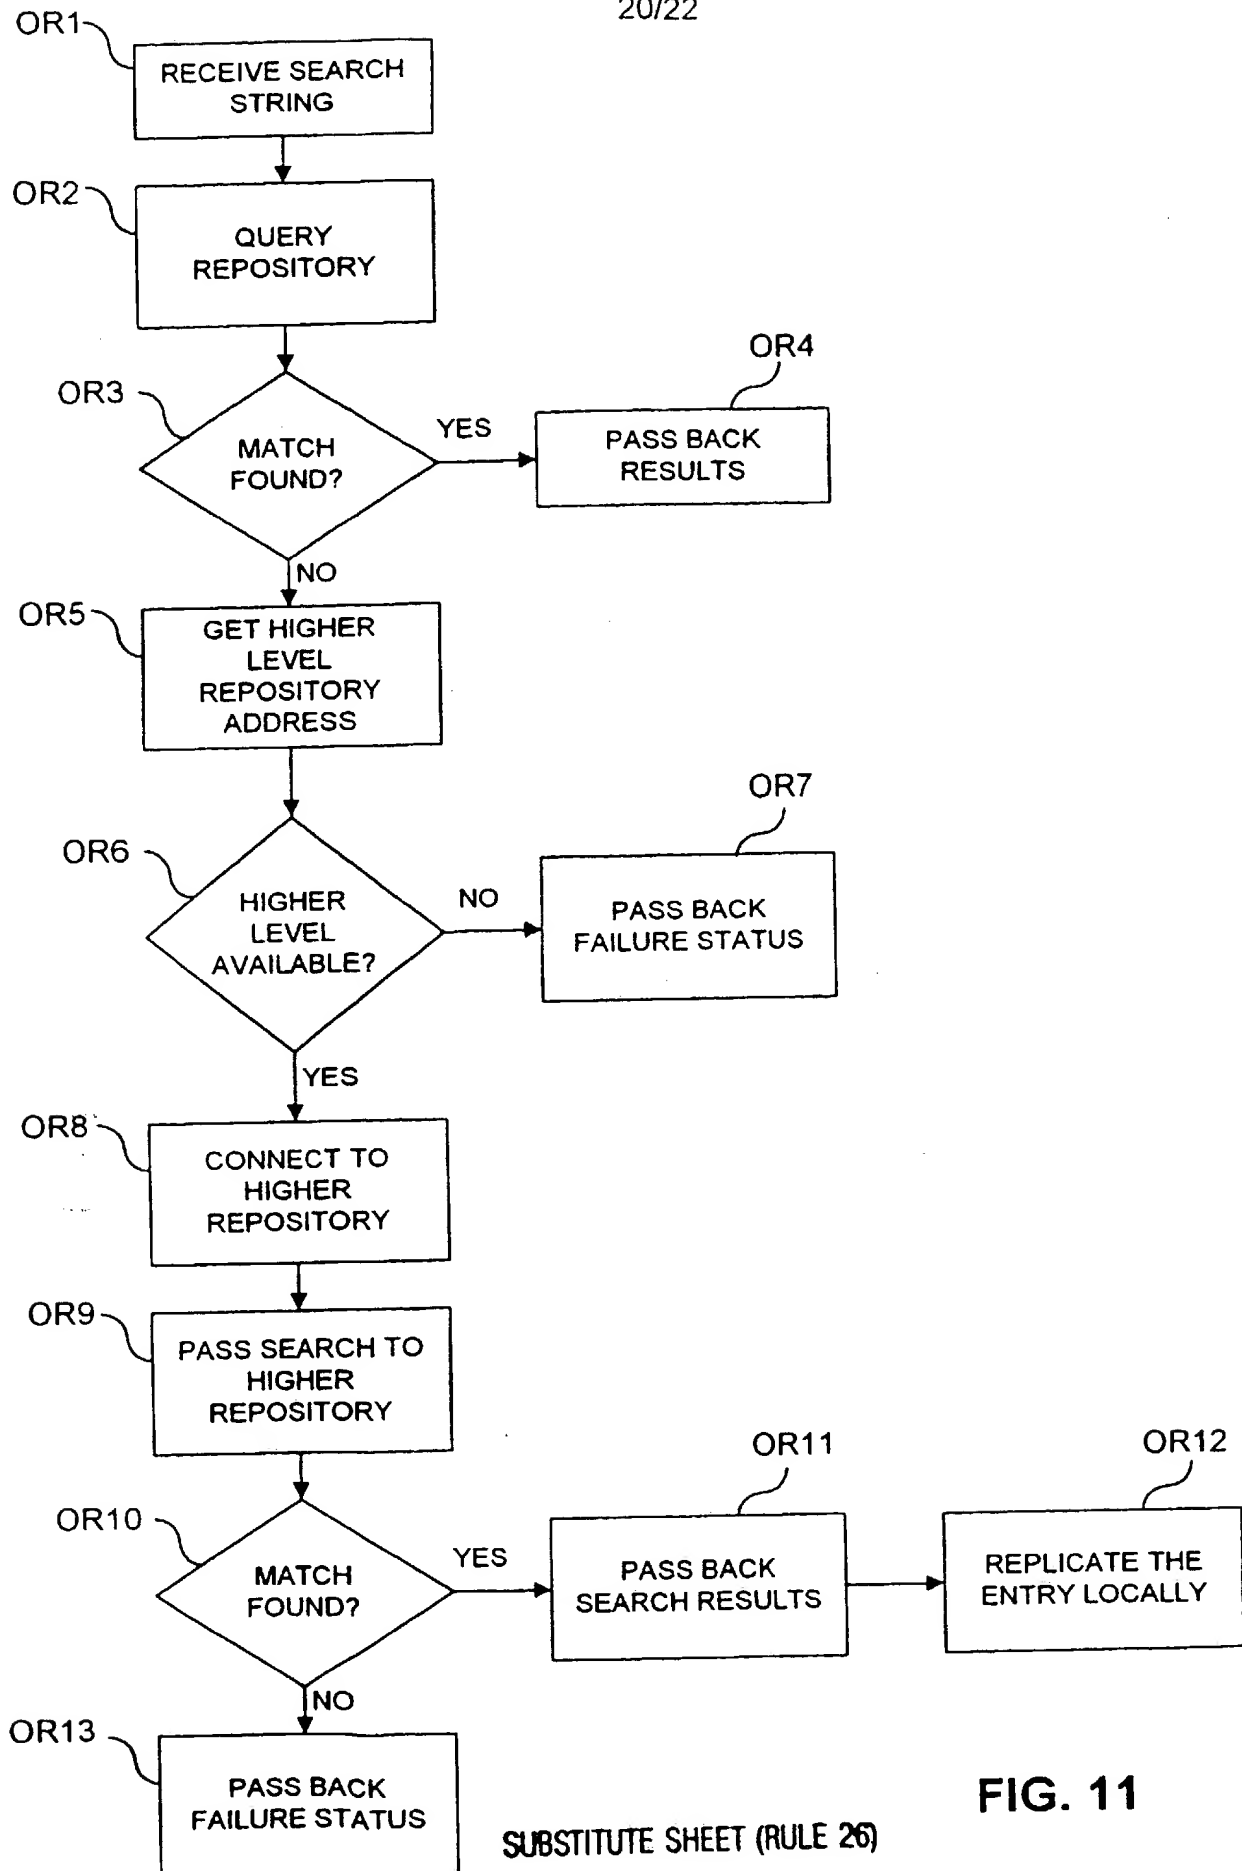 20/22
OR1
RECEIVE SEARCH
STRING
OR2
QUERY
REPOSITORY
OR3
MATCH
FOUND?
YES
OR4
PASS BACK
RESULTS
NO
OR5
GET HIGHER
LEVEL
REPOSITORY
ADDRESS
OR6
HIGHER
LEVEL
AVAILABLE?
NO
OR7
PASS BACK
FAILURE STATUS
YES
OR8
CONNECT TO
HIGHER
REPOSITORY
OR9
PASS SEARCH TO
HIGHER
REPOSITORY
OR10
MATCH
FOUND?
YES
OR11
PASS BACK
SEARCH RESULTS
OR12
REPLICATE THE
ENTRY LOCALLY
NO
OR13
PASS BACK
FAILURE STATUS
FIG. 11
SUBSTITUTE SHEET (RULE 26)